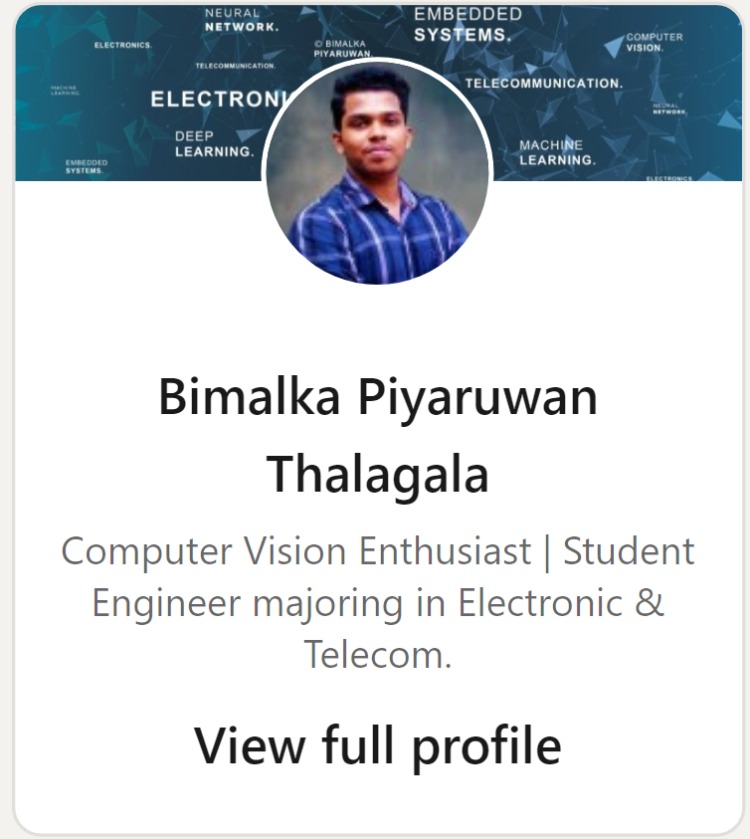 NEURAL
NETWORK.
EMBEDDED
SYSTEMS.
ELECTRONICS.
© BIMALKA
PIYARUWAN.
COMPUTER
VISION.
TELECOMMUNICATION.
TELECOMMUNICATION.
MACHINE
LEARNING.
ELECTRONI
NEURAL
NETWORK.
DEEP
LEARNING.
MACHINE
LEARNING.
EMBEDDED
SYSTEMS.
ELECTRONICS.
Bimalka Piyaruwan
Thalagala
Computer Vision Enthusiast | Student
Engineer majoring in Electronic &
Telecom.
View full profile